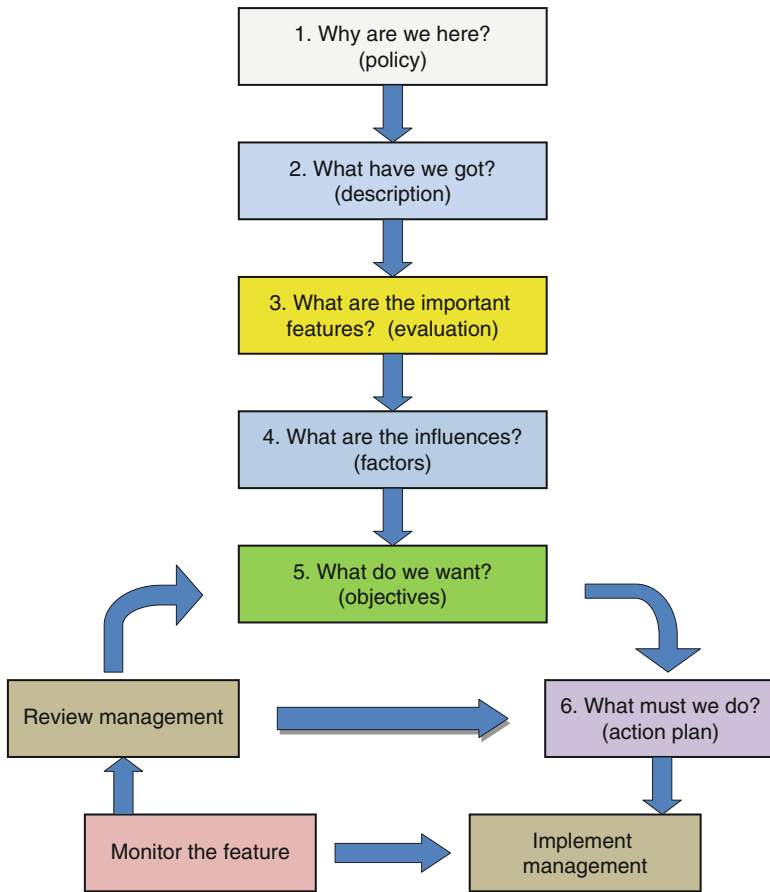 1. Why are we here?
(policy)
2. What have we got?
(description)
3. What are the important
features?  (evaluation)
4. What are the influences?
(factors)
5. What do we want?
(objectives)
Review management
6. What must we do?
(action plan)
Monitor the feature
Implement
management